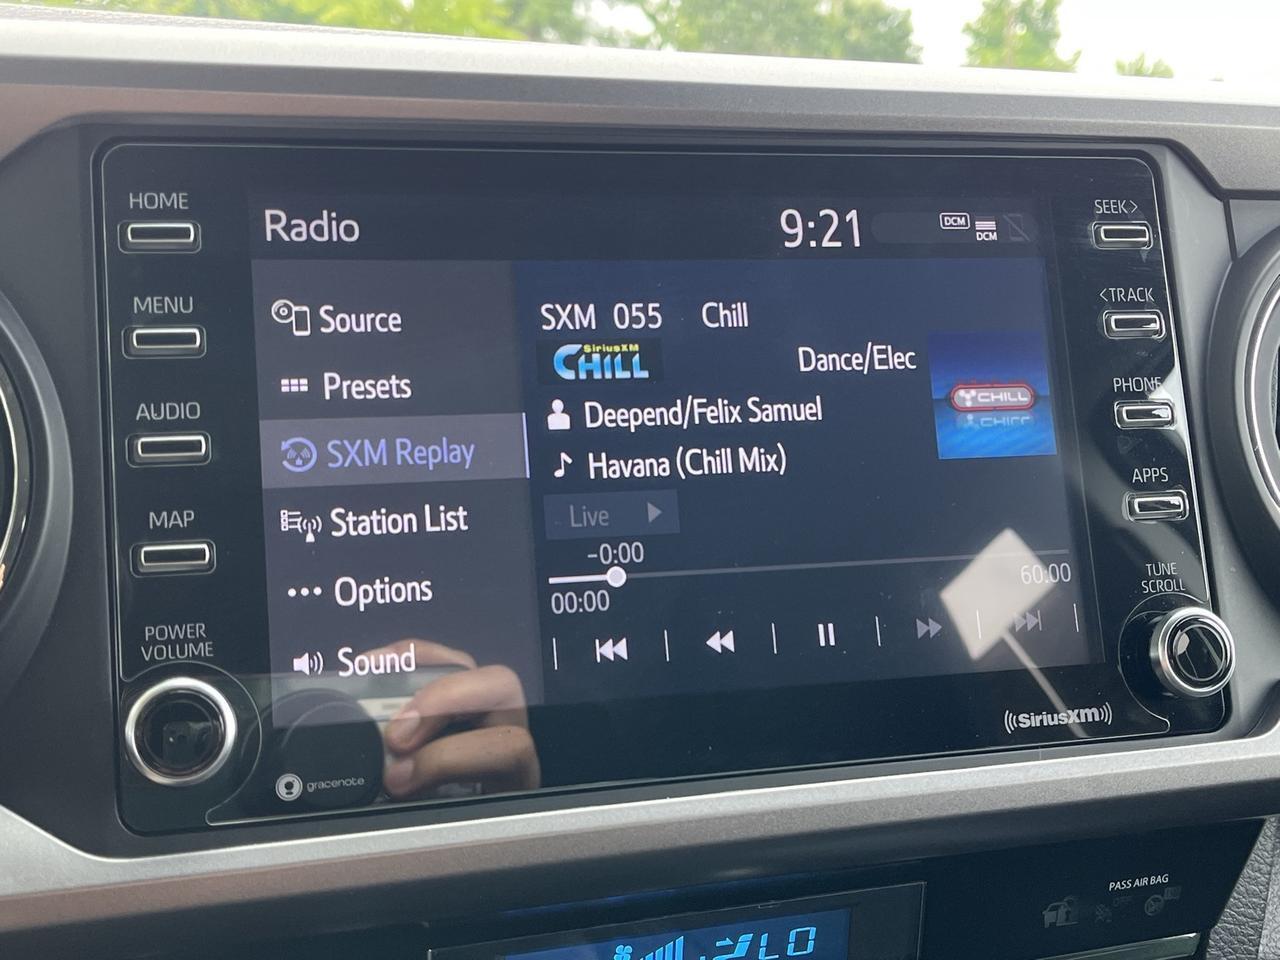 HOME
MENU
AUDIO
MAP
POWER
VOLUME
Radio
9:21
DCM
DCM
Source
Presets
SXM Replay
Station List
Options
Sound
SXM 055 Chill
SiriusXM
CHILL
Dance/Elec
CHILL
Deepend/Felix Samuel
Havana (Chill Mix)
Live
-0:00
00:00
60:00
SEEK>
<TRACK
PHONE
APPS
TUNE
SCROLL
gracenote
((SiriusXM))
PASS AIR BAG
LO